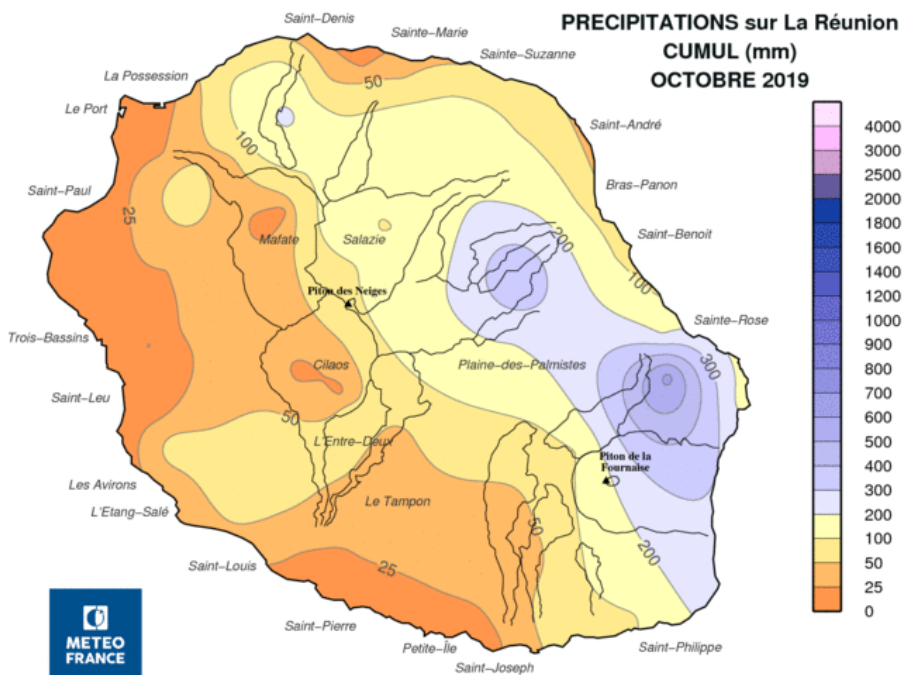 PRECIPITATIONS sur La Réunion
CUMUL (mm)
OCTOBRE 2019
Saint-Denis
Sainte-Marie
Sainte-Suzanne
La Possession
50
Le Port
4000
100
Saint-André
3000
2500
Saint-Paul
Bras-Panon
2000
25
1800
Mafate
Salazie
200
Saint-Benoit
1600
1400
100
Piton des Neiges
1200
Sainte-Rose
1000
Trois-Bassins
900
Cilaos
Plaine-des-Palmistes
300
800
700
Saint-Leu
600
50
500
L'Entre-Deux
Piton de la
Fournaise
400
Les Avirons
300
Le Tampon
L'Etang-Salé
200
50
100
200
Saint-Louis
25
50
25
0
METEO
FRANCE
Saint-Pierre
Petite-Île
Saint-Philippe
Saint-Joseph